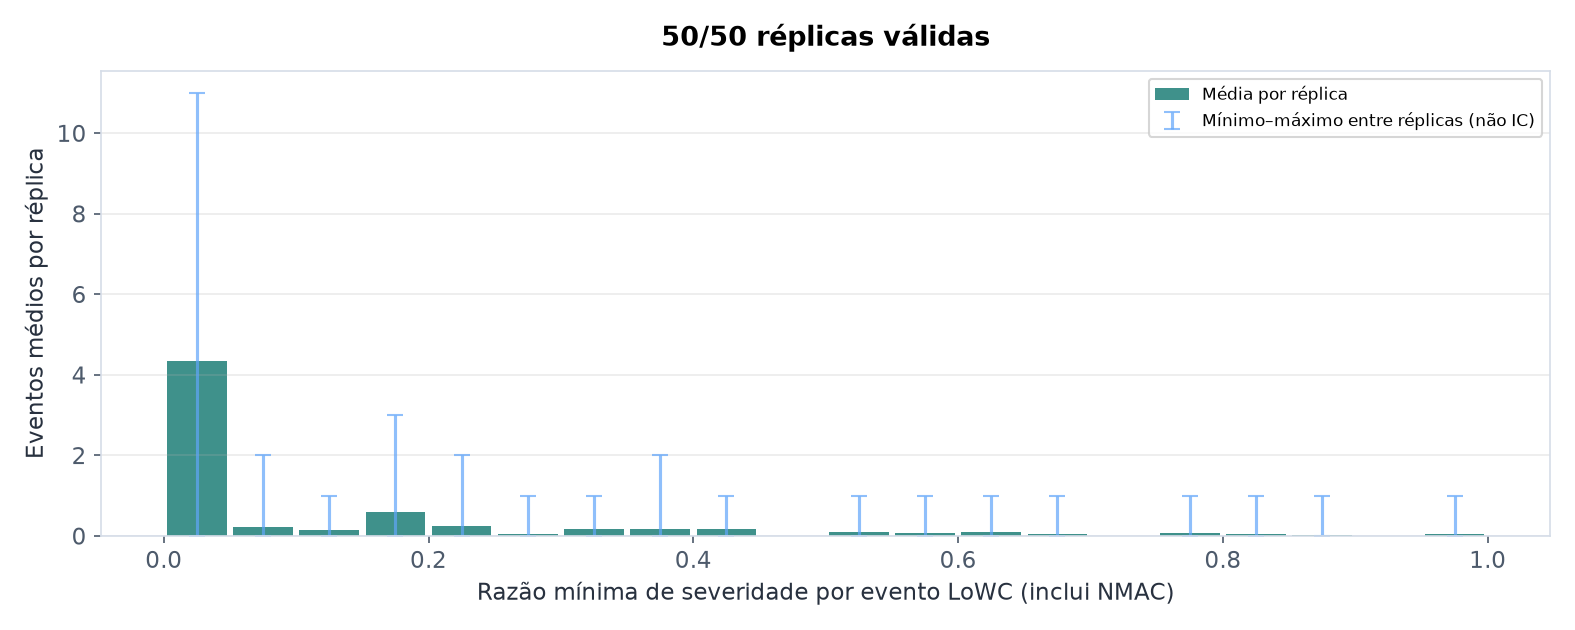 50/50 réplicas válidas
Média por réplica
Mínimo–máximo entre réplicas (não IC)
Eventos médios por réplica
10
8
6
4
2
0
0.0 0.2 0.4 0.6 0.8 1.0
Razão mínima de severidade por evento LoWC (inclui NMAC)